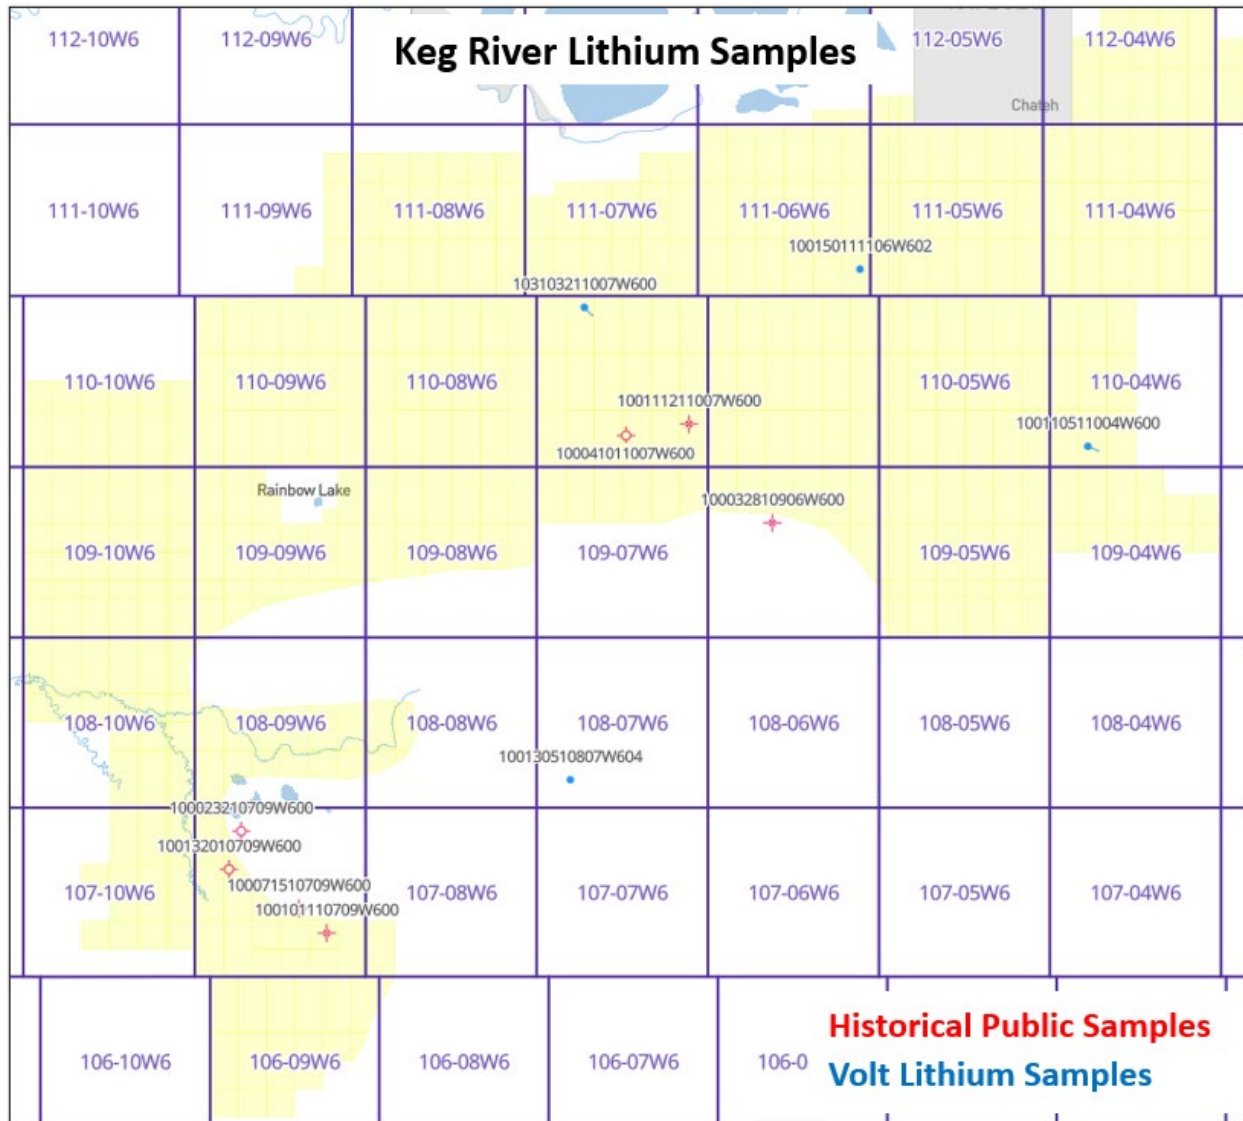 112-10W6
112-09W6
Keg River Lithium Samples
112-05W6
112-04W6
Chateh
111-10W6
111-09W6
111-08W6
111-07W6
111-06W6
111-05W6
111-04W6
100150111106W602
103103211007W600
110-10W6
110-09W6
110-08W6
110-05W6
110-04W6
100111211007W600
100110511004W600
100041011007W600
Rainbow Lake
100032810906W600
109-10W6
109-09W6
109-08W6
109-07W6
109-05W6
109-04W6
108-10W6
108-09W6
108-08W6
108-07W6
108-06W6
108-05W6
108-04W6
100130510807W604
100023210709W600
100132010709W600
100071510709W600
107-10W6
107-08W6
107-07W6
107-06W6
107-05W6
107-04W6
100101110709W600
Historical Public Samples
106-10W6
106-09W6
106-08W6
106-07W6
106-0
Volt Lithium Samples